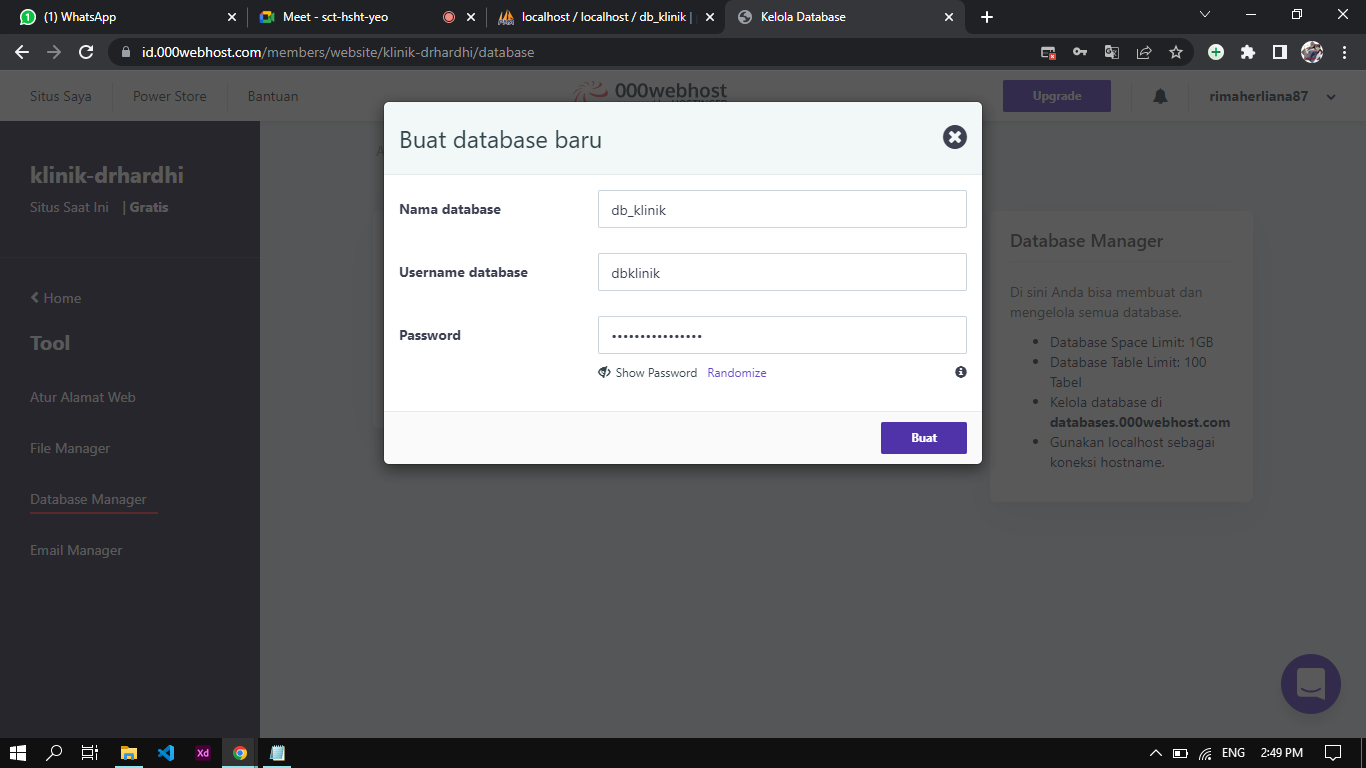 (1) WhatsApp
Meet - sct-hsht-yeo
localhost / localhost / db_klinik | p
Kelola Database
id.000webhost.com/members/website/klinik-drhardhi/database
Situs Saya
Power Store
Bantuan
000webhost
Upgrade
rimaherliana87
klinik-drhardhi
Situs Saat Ini | Gratis
Home
Tool
Atur Alamat Web
File Manager
Database Manager
Email Manager
Buat database baru
Nama database
db_klinik
Username database
dbklinik
Password
••••••••••••••••
Show Password Randomize
Buat
Database Manager
Di sini Anda bisa membuat dan
mengelola semua database.
• Database Space Limit: 1GB
• Database Table Limit: 100
Tabel
• Kelola database di
databases.000webhost.com
• Gunakan localhost sebagai
koneksi hostname.
Xd
ENG
2:49 PM